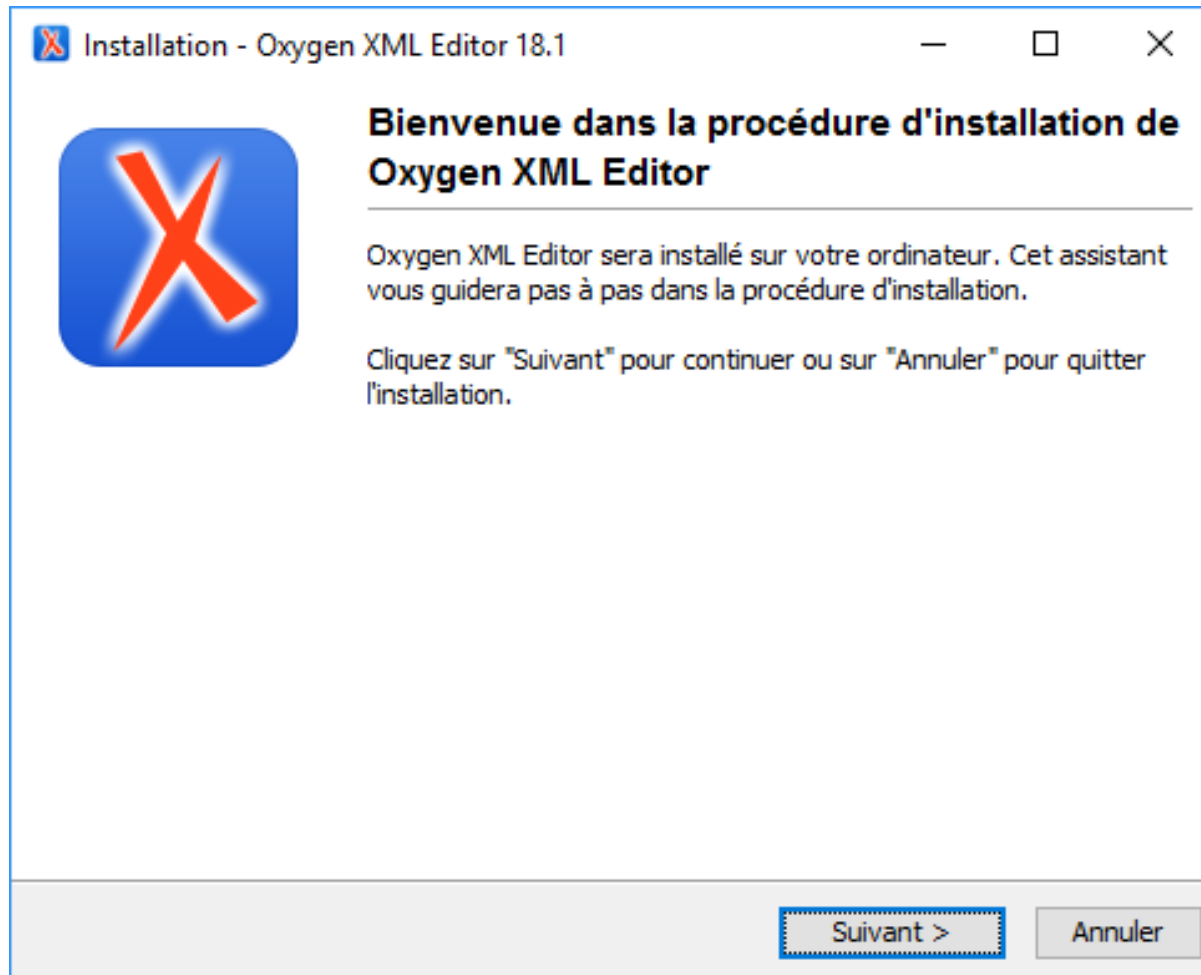 Installation - Oxygen XML Editor 18.1
Bienvenue dans la procédure d'installation de
Oxygen XML Editor
Oxygen XML Editor sera installé sur votre ordinateur. Cet assistant
vous guidera pas à pas dans la procédure d'installation.
Cliquez sur "Suivant" pour continuer ou sur "Annuler" pour quitter
l'installation.
Suivant >
Annuler